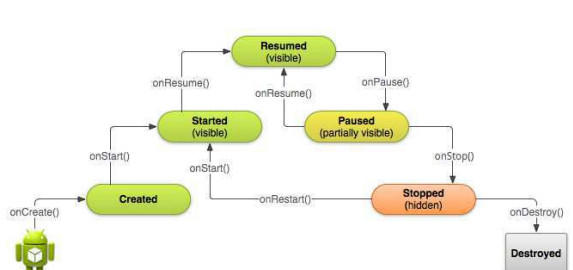 Resumed
(visible)
onResume()
onPause()
onResume()
Started
(visible)
Paused
(partially visible)
onStart()
onStart()
onStop()
Created
onRestart()
Stopped
(hidden)
onCreate()
onDestroy()
Destroyed